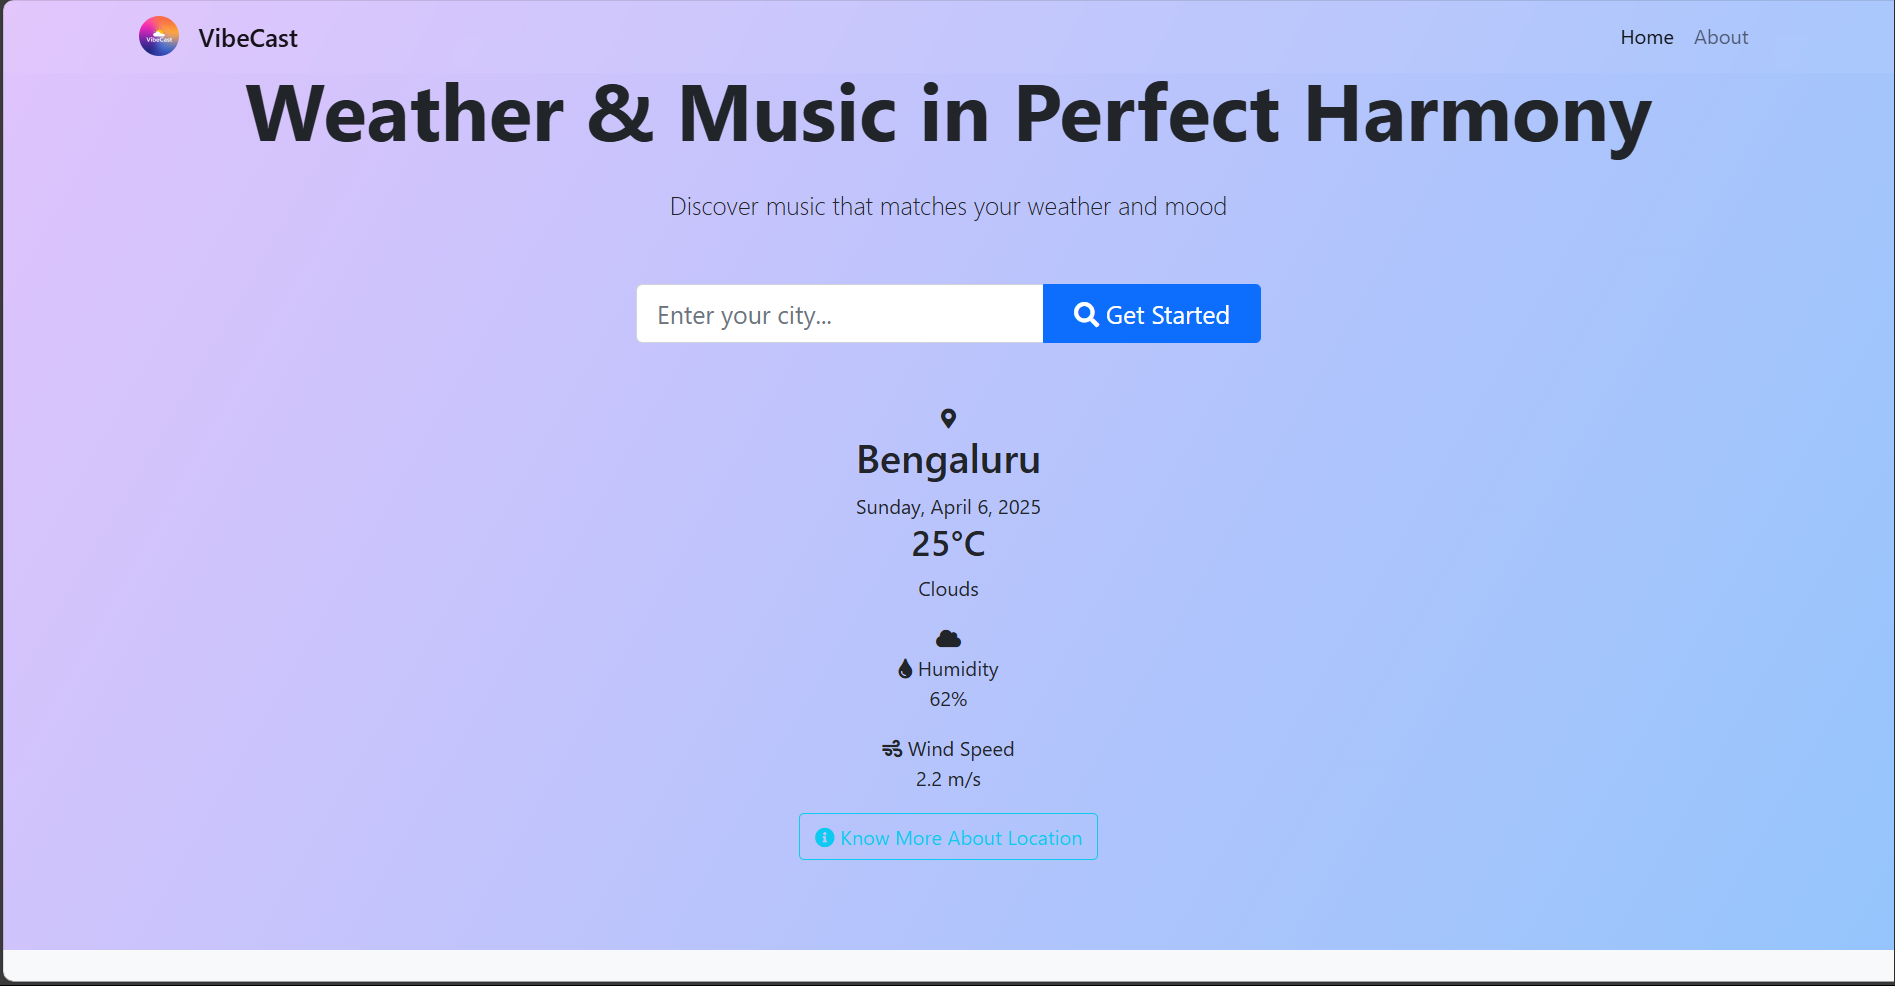 VibeCast
VibeCast
Home
About
Weather & Music in Perfect Harmony
Discover music that matches your weather and mood
Enter your city...
Get Started
Bengaluru
Sunday, April 6, 2025
25°C
Clouds
Humidity
62%
Wind Speed
2.2 m/s
Know More About Location